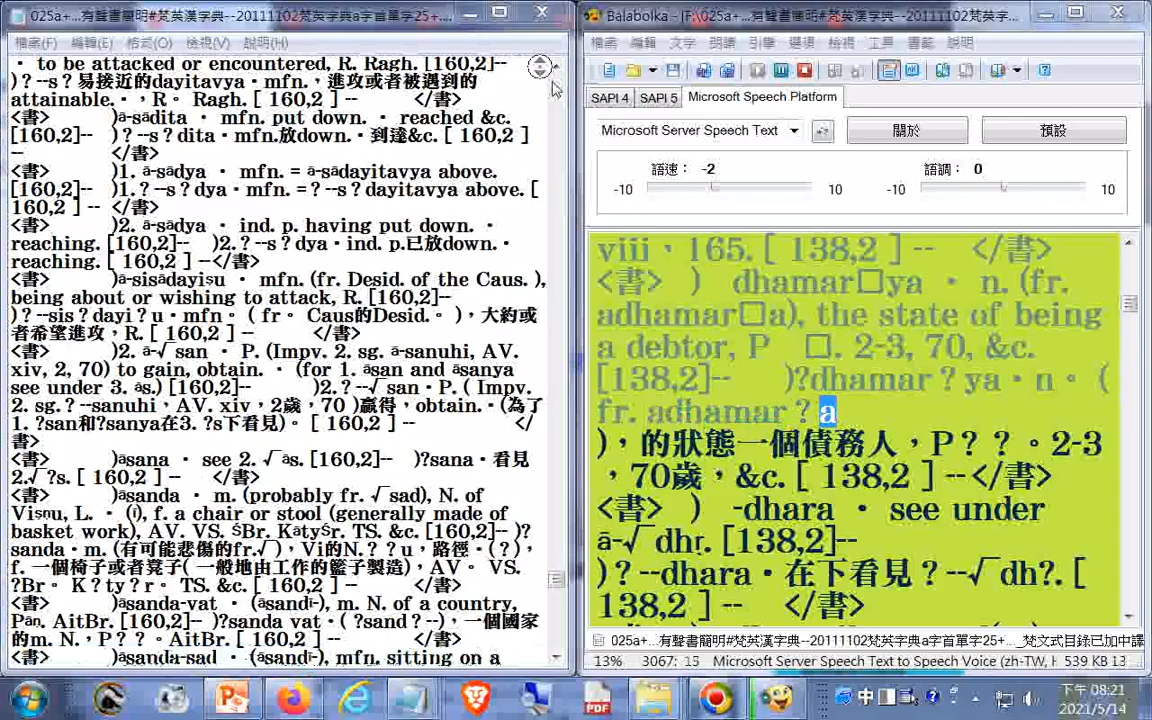 025a+...有聲書簡明#梵英漢字典--20111102梵英字典a字首單字25+...
檔案(F) 編輯(E) 格式(O) 檢視(V) 說明(H)
• to be attacked or encountered, R. Ragh. [160,2]--
)? --s? 易接近的dayitavya • mfn. , 進攻或者被遇到的
attainable. • , R。 Ragh. [ 160,2 ] -- </書>
<書> )ā-sādita • mfn. put down. • reached &c.
[160,2]-- )? --s? dita • mfn.放down. • 到達&c. [ 160,2 ]
-- </書>
<書> )1. ā-sādya • mfn. = ā-sādayitavya above.
[160,2]-- )1. ? --s? dya • mfn. =? --s? dayitavya above. [
160,2 ] -- </書>
<書> )2. ā-sādya • ind. p. having put down. •
reaching. [160,2]-- )2. ? --s? dya • ind. p.已放down. •
reaching. [ 160,2 ] --</書>
<書> )ā-sisādayiṣu • mfn. (fr. Desid. of the Caus. ),
being about or wishing to attack, R. [160,2]--
)? --sis? dayi? u • mfn。 ( fr。 Caus的Desid.。 ) , 大約或
者希望進攻 , R. [ 160,2 ] -- </書>
<書> )2. ā-√san • P. (Impv. 2. sg. ā-sanuhi, AV.
xiv, 2, 70) to gain, obtain. • (for 1. āsan and āsanya
see under 3. ās.) [160,2]-- )2. ? --√san • P. ( Impv.
2. sg. ? --sanuhi , AV. xiv , 2歲 , 70 )贏得 , obtain. • (為了
1. ?san和?sanya在3. ?s下看見)。 [ 160,2 ] -- </
書>
<書> )āsana • see 2. √ās. [160,2]-- )?sana • 看見
2.√?s. [ 160,2 ] -- </書>
<書> )āsanda • m. (probably fr. √sad), N. of
Viṣṇu, L. • (ī), f. a chair or stool (generally made of
basket work), AV. VS. ŚBr. KātyŚr. TS. &c. [160,2]-- )?
sanda • m. (有可能悲傷的fr.√) , Vi的N. ? ? u , 路徑 • (? ) ,
f. 一個椅子或者凳子( 一般地由工作的籃子製造) , AV。 VS.
?Br。 K ? ty? r。 TS. &c. [ 160,2 ] -- </書>
<書> )āsanda-vat • (āsandī-), m. N. of a country,
Pāṇ. AitBr. [160,2]-- )?sanda vat • (?sand ? --) , 一個國家
的m. N. , P? ? 。 AitBr. [ 160,2 ] -- </書>
<書> )āsanda-sad • (āsandī-), mfn. sitting on a
Balabolka - [F:\025a+...有聲書簡明#梵英漢字典--20111102梵英字...
檔案 編輯 文字 朗讀 引擎 選項 檢視 工具 書籤 說明
SAPI 4 SAPI 5 Microsoft Speech Platform
Microsoft Server Speech Text 關於 預設
語速： -2 語調： 0
-10 10 -10 10
viii , 165. [ 138,2 ] -- </書>
<書> ) dhamar□ya • n. (fr.
adhamar□a), the state of being
a debtor, P □. 2-3, 70, &c.
[138,2]-- )?dhamar ? ya • n。 (
fr. adhamar ? a
) , 的狀態一個債務人 , P? ? 。 2-3
, 70歲 , &c. [ 138,2 ] --</書>
<書> ) -dhara • see under
ā-√dhṛ. [138,2]--
)? --dhara • 在下看見 ? --√dh?. [
138,2 ] -- </書>
025a+...有聲書簡明#梵英漢字典--20111102梵英字典a字首單字25+..._梵文式目錄已加中譯
13% 3067: 15 Microsoft Server Speech Text to Speech Voice (zh-TW, H 539 KB 13
中
下午 08:21
2021/5/14